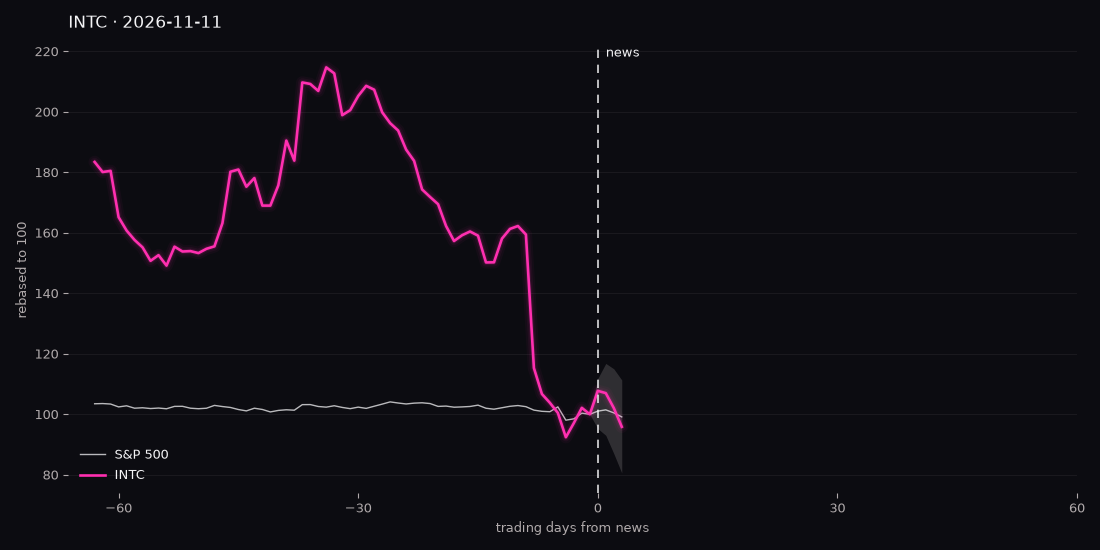 INTC · 2026-11-11
news
220
200
180
160
140
120
100
80
rebased to 100
S&P 500
INTC
−60
−30
0
30
60
trading days from news